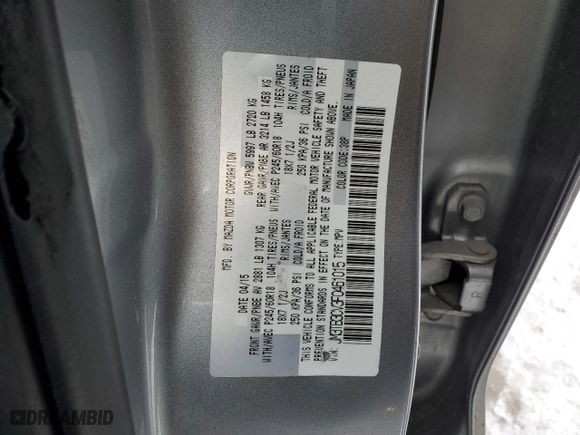 MFD. BY MAZDA MOTOR CORPORATION
GVWR/PNBV 5997 LB 2720 KG
DATE 04/15
FRONT GAWR/PNBE AV 2881 LB 1307 KG
REAR GAWR/PNBE AR 3214 LB 1458 KG
WITH/AVEC P245/60R18 104H TIRES/PNEUS
WITH/AVEC P245/60R18 104H TIRES/PNEUS
18X7 1/2J RIMS/JANTES
18X7 1/2J RIMS/JANTES
250 KPA/36 PSI COLD/A FROID
250 KPA/36 PSI COLD/A FROID
THIS VEHICLE CONFORMS TO ALL APPLICABLE FEDERAL MOTOR VEHICLE SAFETY AND THEFT
PREVENTION STANDARDS IN EFFECT ON THE DATE OF MANUFACTURE SHOWN ABOVE.
VIN: JM3TB3CV3F0461015 TYPE: MPV
COLOR CODE: 38P
MADE IN JAPAN
DREAMBID